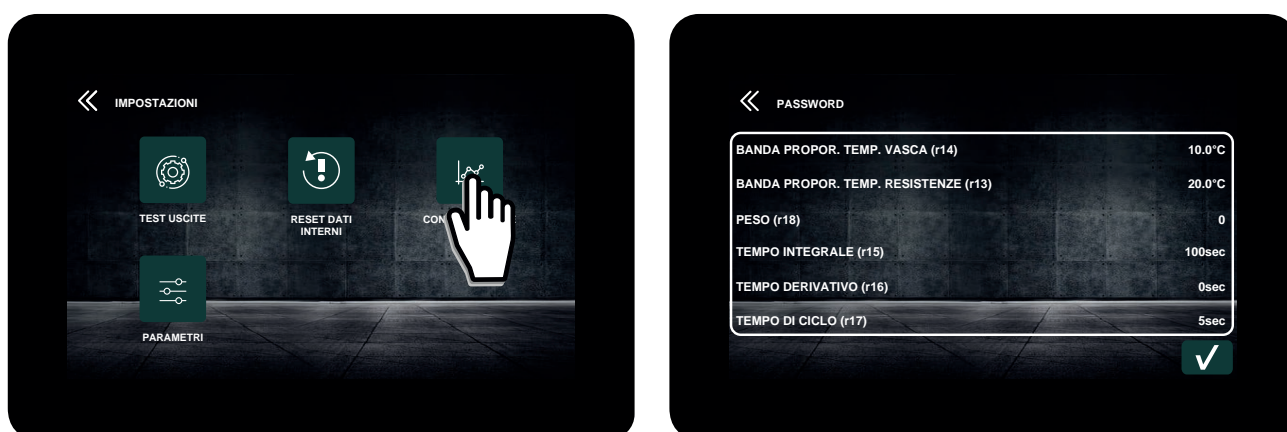 IMPOSTAZIONI
TEST USCITE
RESET DATI
INTERNI
PARAMETRI
PASSWORD
BANDA PROPOR. TEMP. VASCA (r14) 10.0°C
BANDA PROPOR. TEMP. RESISTENZE (r13) 20.0°C
PESO (r18) 0
TEMPO INTEGRALE (r15) 100sec
TEMPO DERIVATIVO (r16) 0sec
TEMPO DI CICLO (r17) 5sec